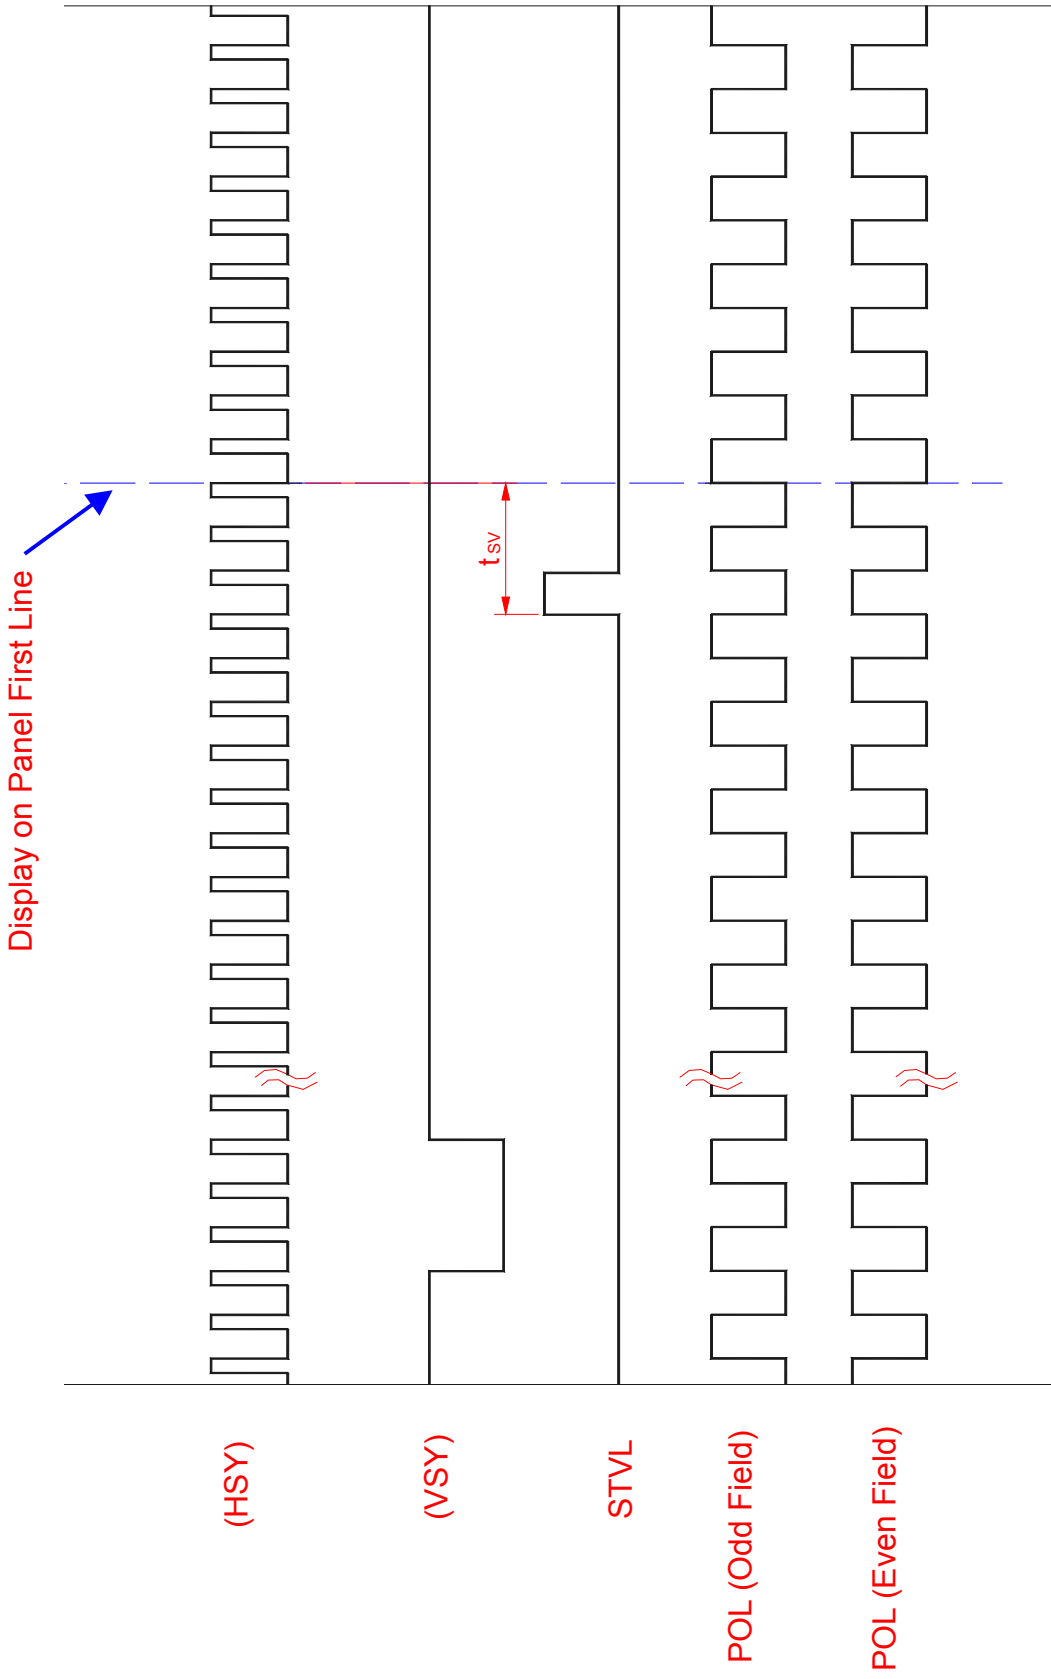 Display on Panel First Line
tsv
(HSY)
(VSY)
STVL
POL (Odd Field)
POL (Even Field)